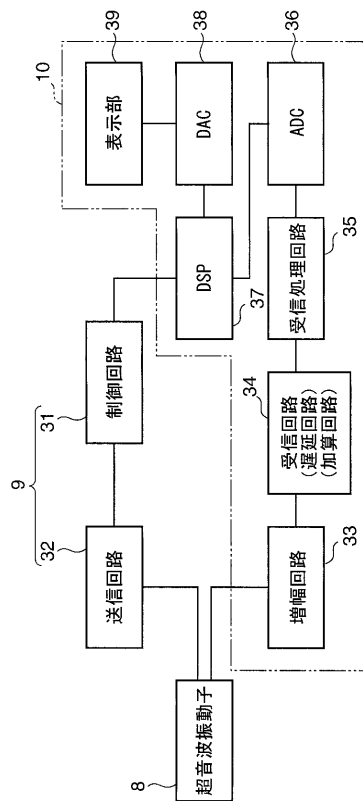 9
32
送信回路
31
制御回路
10
表示部
39
DSP
37
DAC
38
超音波振動子
8
増幅回路
33
34
受信回路
(遅延回路)
(加算回路)
受信処理回路
35
ADC
36